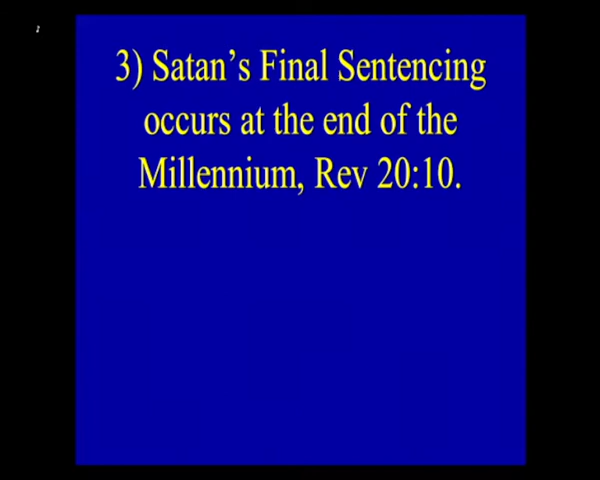 3) Satan’s Final Sentencing
occurs at the end of the
Millennium, Rev 20:10.